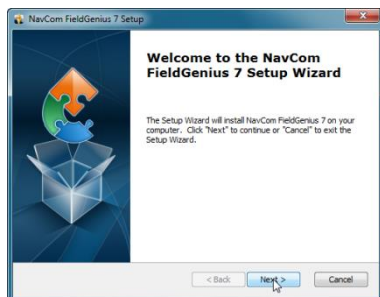 NavCom FieldGenius 7 Setup
Welcome to the NavCom
FieldGenius 7 Setup Wizard
The Setup Wizard will install NavCom FieldGenius 7 on your
computer. Click "Next" to continue or "Cancel" to exit the
Setup Wizard.
< Back Next > Cancel